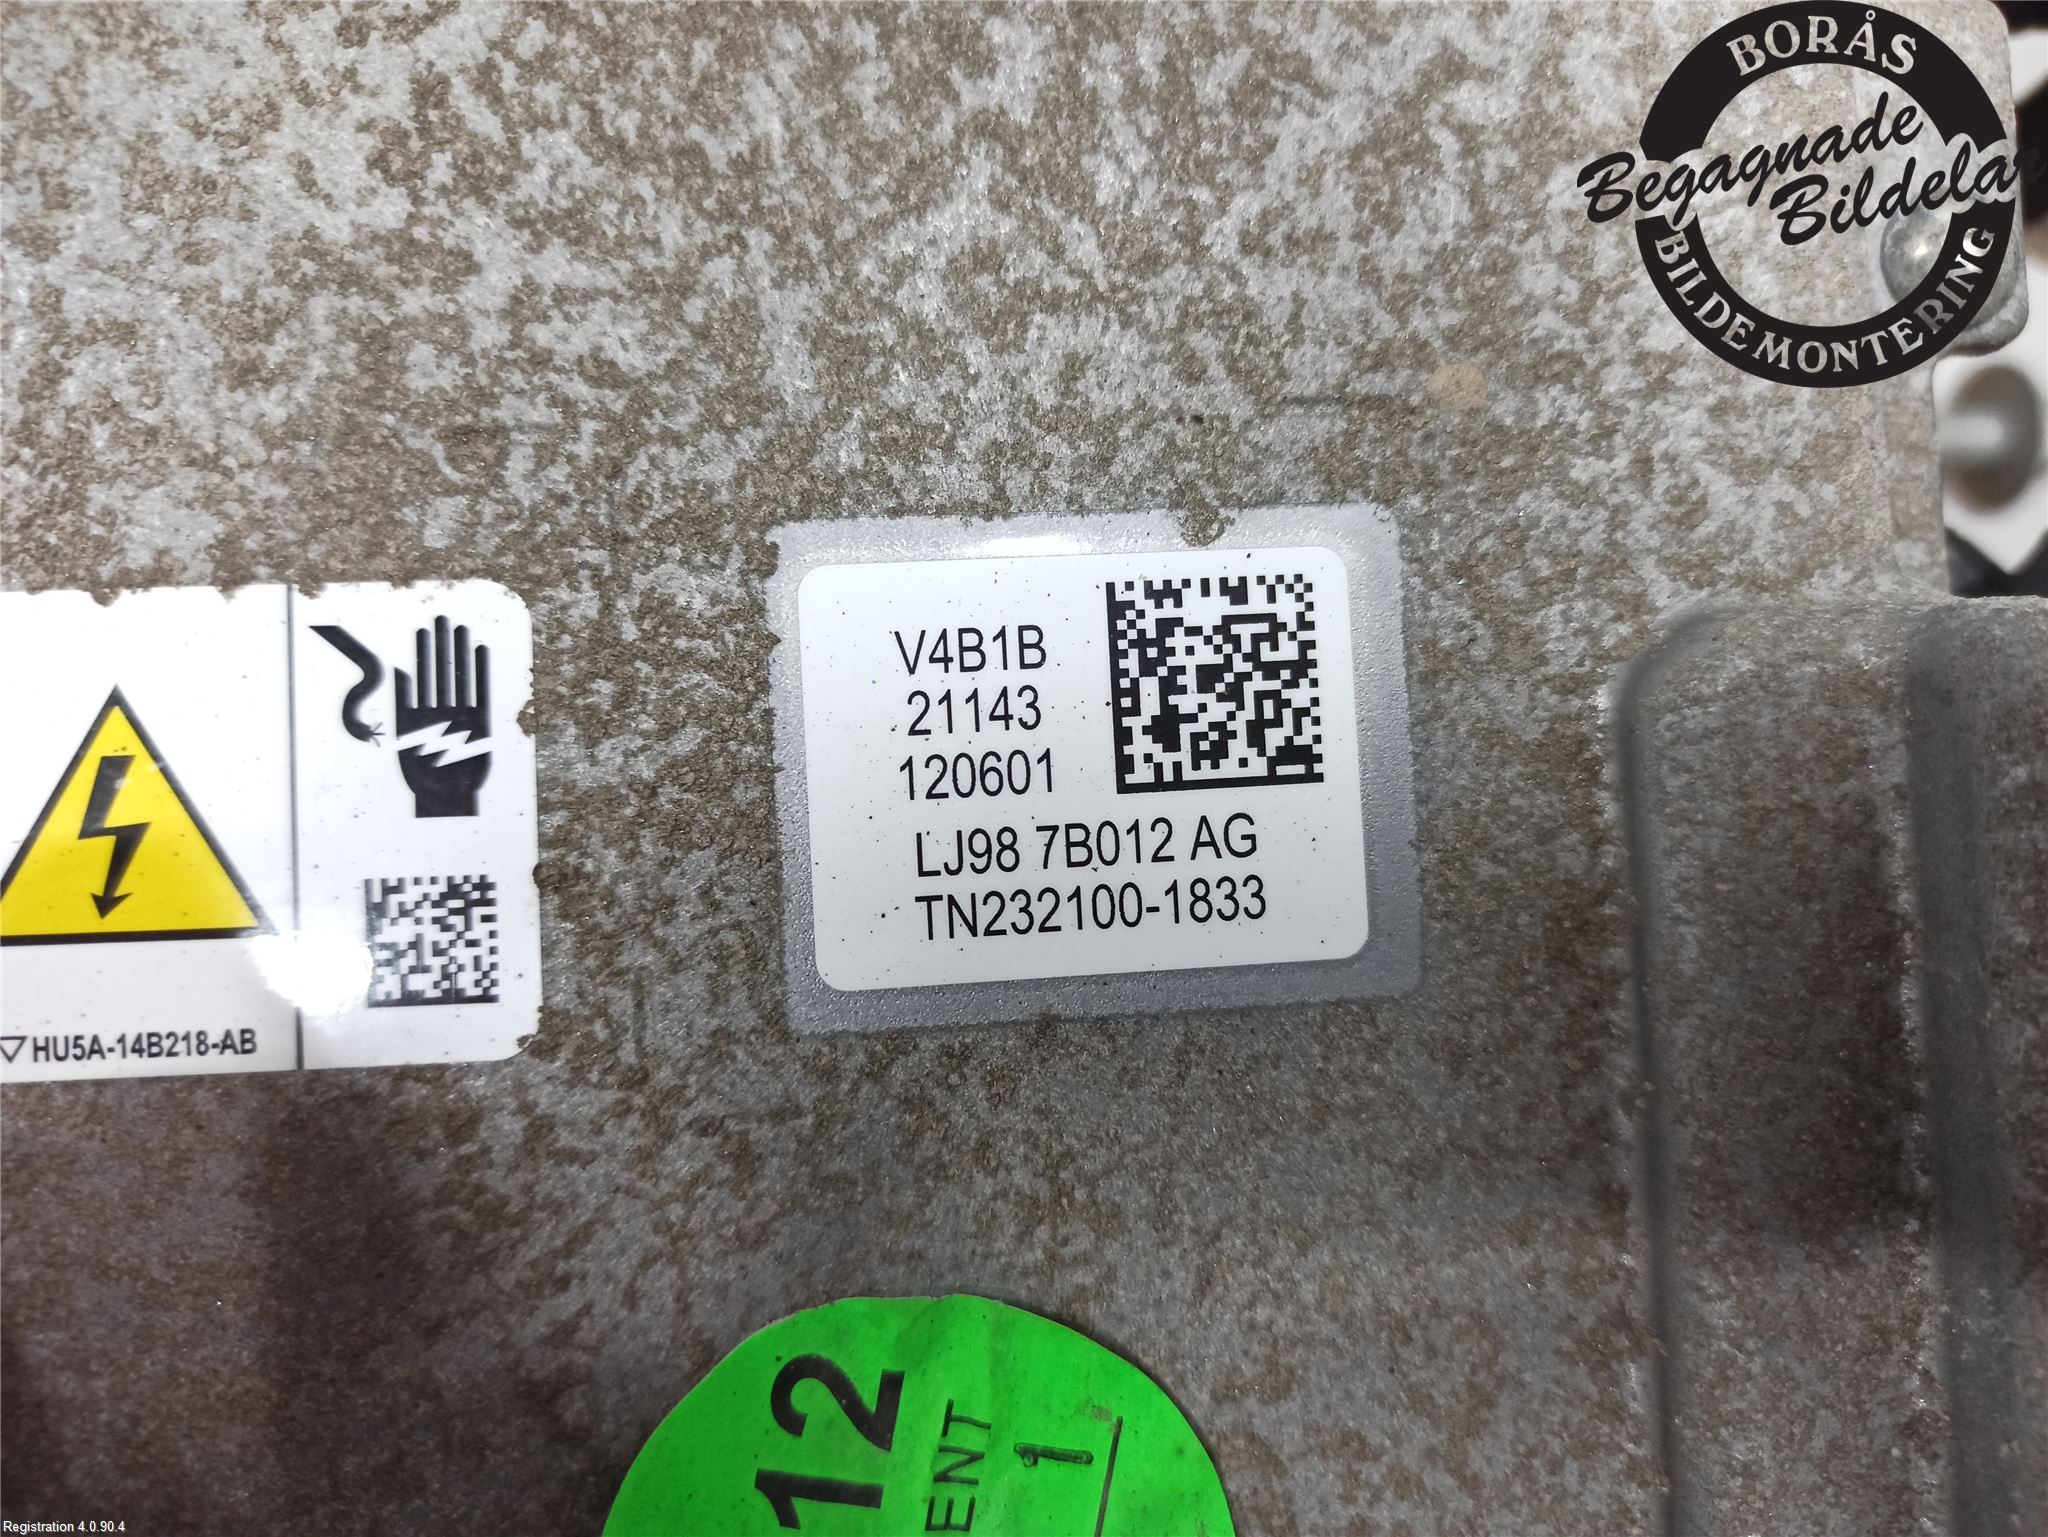 BORÅS
Begagnade
Bildelar
BILDEMONTERING
V4B1B
21143
120601
LJ98 7B012 AG
TN232100-1833
▽HU5A-14B218-AB
12
ENT
1
Registration 4.0.90.4